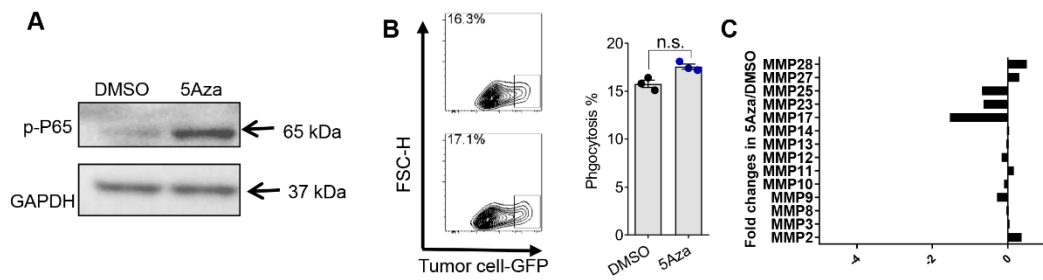 A
DMSO 5Aza
p-P65
65 kDa
GAPDH
37 kDa
B
16.3%
17.1%
FSC-H
Tumor cell-GFP
n.s.
Phgocytosis %
20
15
10
5
0
DMSO
5Aza
C
Fold changes in 5Aza/DMSO
MMP28
MMP27
MMP25
MMP23
MMP17
MMP14
MMP13
MMP12
MMP11
MMP10
MMP9
MMP8
MMP3
MMP2
-4
-2
0